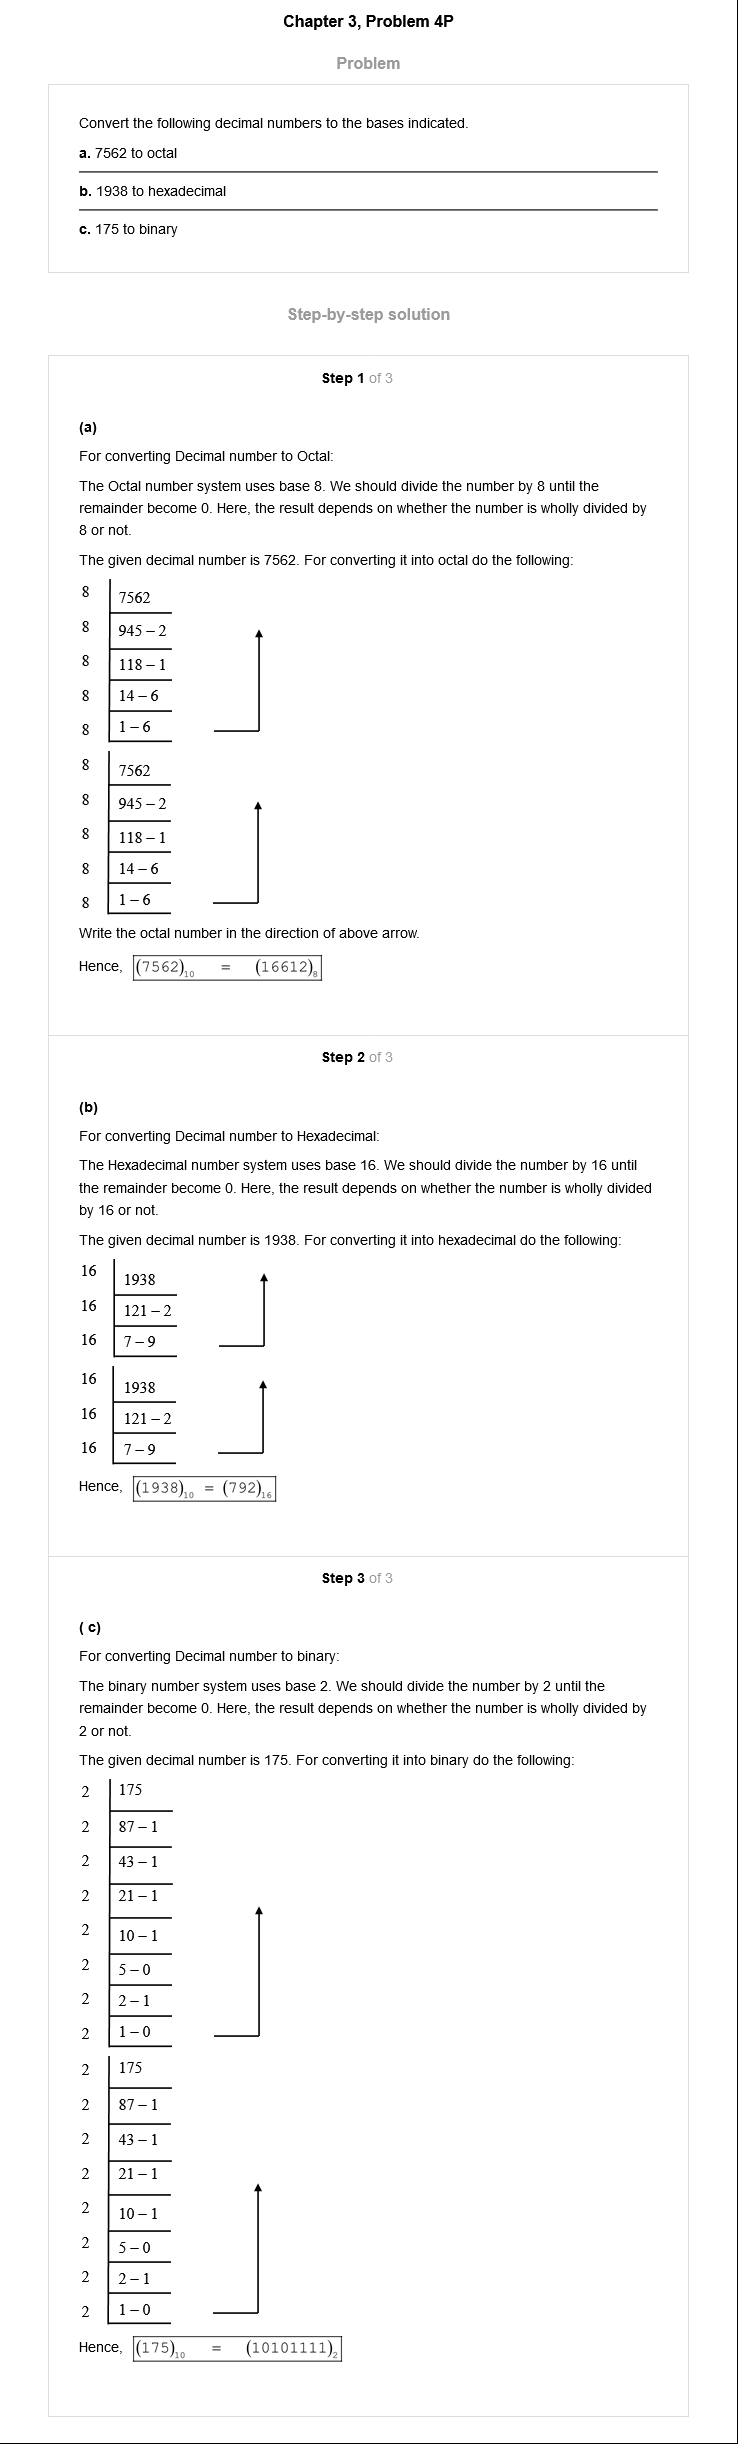 Chapter 3, Problem 4P
Problem
Convert the following decimal numbers to the bases indicated.
a. 7562 to octal
b. 1938 to hexadecimal
c. 175 to binary
Step-by-step solution
Step 1 of 3
(a)
For converting Decimal number to Octal:
The Octal number system uses base 8. We should divide the number by 8 until the
remainder become 0. Here, the result depends on whether the number is wholly divided by
8 or not.
The given decimal number is 7562. For converting it into octal do the following:
8 7562
8 945 – 2
8 118 – 1
8 14 – 6
8 1 – 6
8 7562
8 945 – 2
8 118 – 1
8 14 – 6
8 1 – 6
Write the octal number in the direction of above arrow.
Hence, (7562)₁₀ = (16612)₈
Step 2 of 3
(b)
For converting Decimal number to Hexadecimal:
The Hexadecimal number system uses base 16. We should divide the number by 16 until
the remainder become 0. Here, the result depends on whether the number is wholly divided
by 16 or not.
The given decimal number is 1938. For converting it into hexadecimal do the following:
16 1938
16 121 – 2
16 7 – 9
16 1938
16 121 – 2
16 7 – 9
Hence, (1938)₁₀ = (792)₁₆
Step 3 of 3
( c)
For converting Decimal number to binary:
The binary number system uses base 2. We should divide the number by 2 until the
remainder become 0. Here, the result depends on whether the number is wholly divided by
2 or not.
The given decimal number is 175. For converting it into binary do the following:
2 175
2 87 – 1
2 43 – 1
2 21 – 1
2 10 – 1
2 5 – 0
2 2 – 1
2 1 – 0
2 175
2 87 – 1
2 43 – 1
2 21 – 1
2 10 – 1
2 5 – 0
2 2 – 1
2 1 – 0
Hence, (175)₁₀ = (10101111)₂